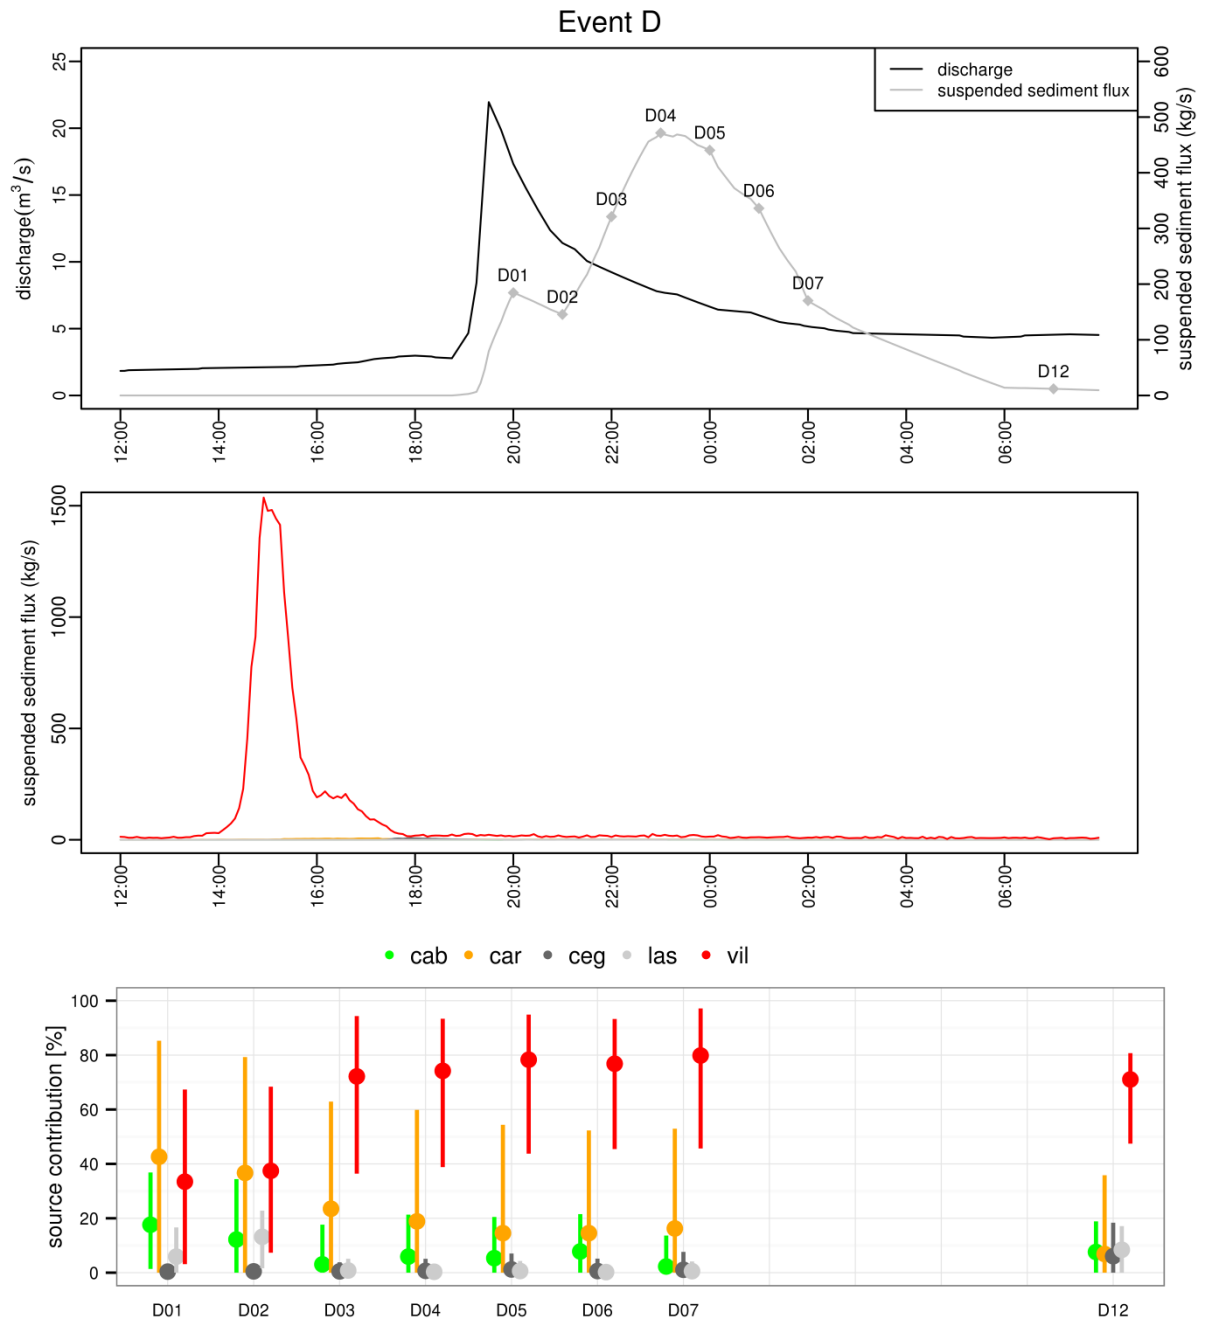 Event D
discharge
suspended sediment flux
discharge(m³/s)
25
20
15
10
5
0
suspended sediment flux (kg/s)
600
500
400
300
200
100
0
D01
D02
D03
D04
D05
D06
D07
D12
12:00
14:00
16:00
18:00
20:00
22:00
00:00
02:00
04:00
06:00
suspended sediment flux (kg/s)
1500
1000
500
0
12:00
14:00
16:00
18:00
20:00
22:00
00:00
02:00
04:00
06:00
cab car ceg las vil
source contribution [%]
100
80
60
40
20
0
D01 D02 D03 D04 D05 D06 D07 D12